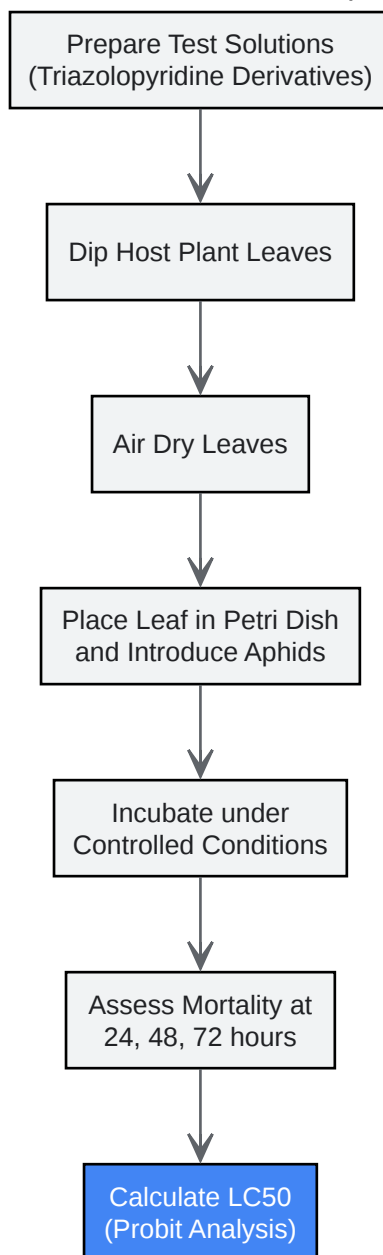 Prepare Test Solutions
(Triazolopyridine Derivatives)
Dip Host Plant Leaves
Air Dry Leaves
Place Leaf in Petri Dish
and Introduce Aphids
Incubate under
Controlled Conditions
Assess Mortality at
24, 48, 72 hours
Calculate LC50
(Probit Analysis)